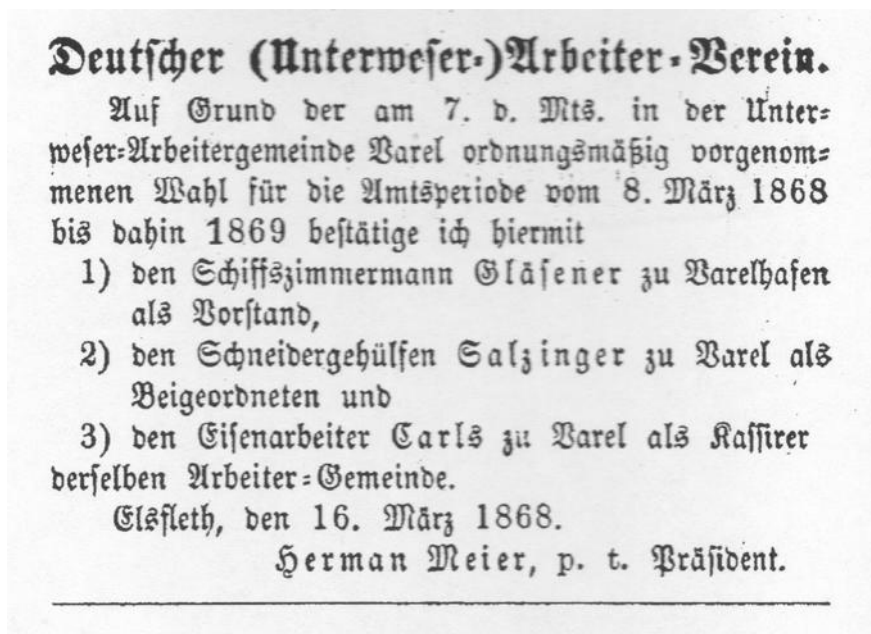 Deutscher (Unterweser-)Arbeiter-Verein.
Auf Grund der am 7. d. Mts. in der Unter-
weser-Arbeitergemeinde Varel ordnungsmäßig vorgenom-
menen Wahl für die Amtsperiode vom 8. März 1868
bis dahin 1869 bestätige ich hiermit
1) den Schiffszimmermann Gläsener zu Varelhafen
als Vorstand,
2) den Schneidergehülfen Salzinger zu Varel als
Beigeordneten und
3) den Eisenarbeiter Carls zu Varel als Kassirer
derselben Arbeiter-Gemeinde.
Elsfleth, den 16. März 1868.
Herman Meier, p. t. Präsident.